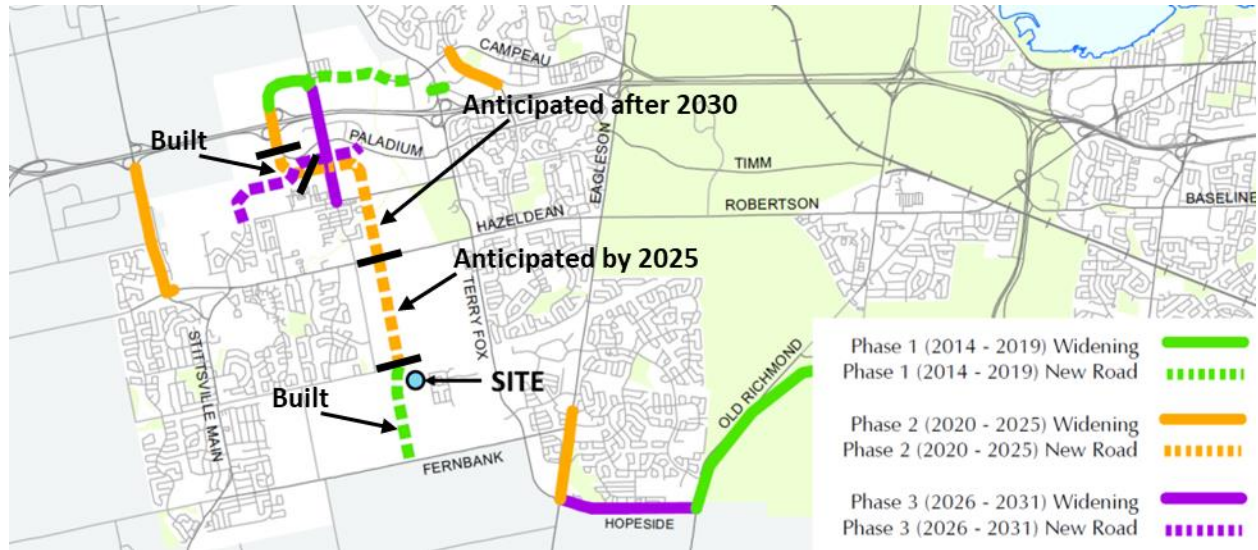 CAMPEAU
Anticipated after 2030
Built
PALADIUM
EAGLESON
TIMM
ROBERTSON
BASELINE
HAZELDEAN
Anticipated by 2025
TERRY FOX
STITTSVILLE MAIN
SITE
Built
OLD RICHMOND
FERNBANK
HOPESIDE
Phase 1 (2014 - 2019) Widening
Phase 1 (2014 - 2019) New Road
Phase 2 (2020 - 2025) Widening
Phase 2 (2020 - 2025) New Road
Phase 3 (2026 - 2031) Widening
Phase 3 (2026 - 2031) New Road